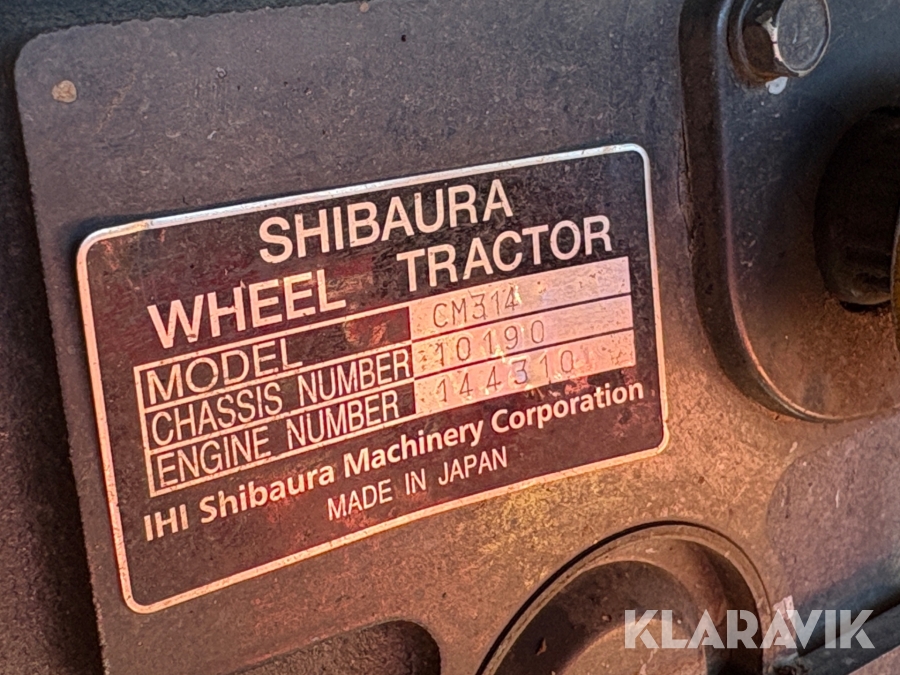 SHIBAURA
WHEEL TRACTOR
MODEL CM314
CHASSIS NUMBER 10190
ENGINE NUMBER 144310
IHI Shibaura Machinery Corporation
MADE IN JAPAN
KLARAVIK